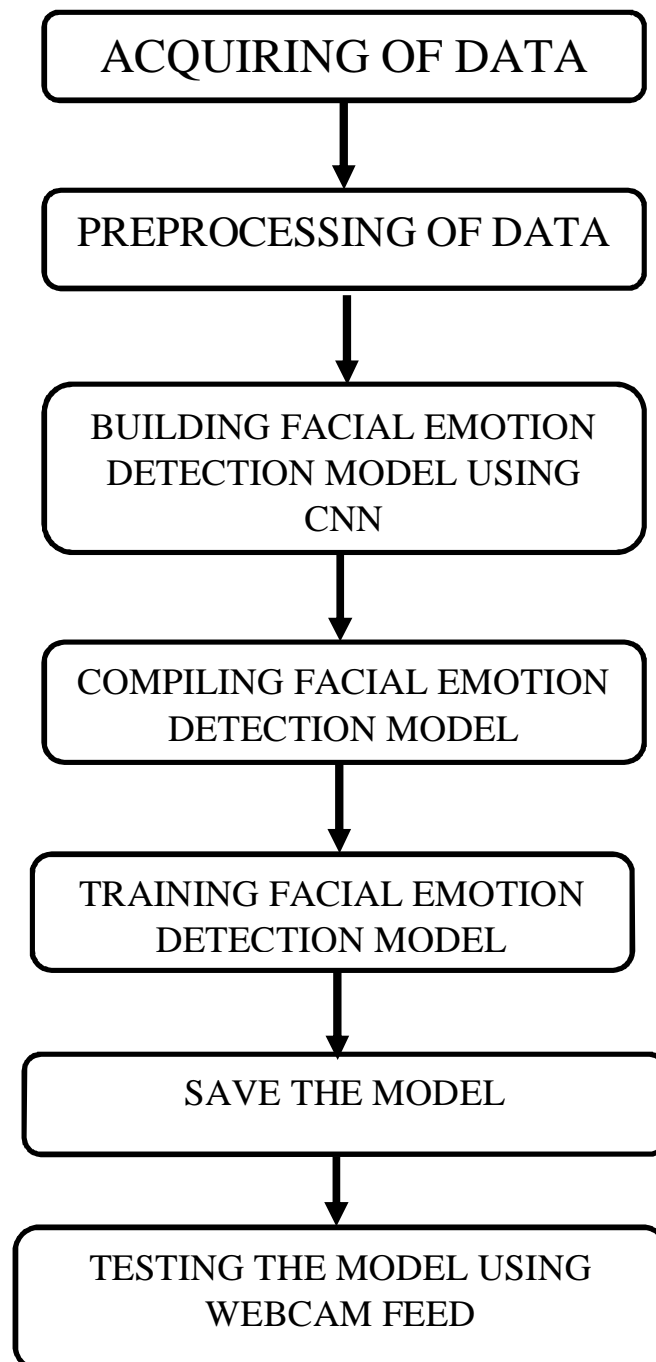 ACQUIRING OF DATA
PREPROCESSING OF DATA
BUILDING FACIAL EMOTION
DETECTION MODEL USING
CNN
COMPILING FACIAL EMOTION
DETECTION MODEL
TRAINING FACIAL EMOTION
DETECTION MODEL
SAVE THE MODEL
TESTING THE MODEL USING
WEBCAM FEED